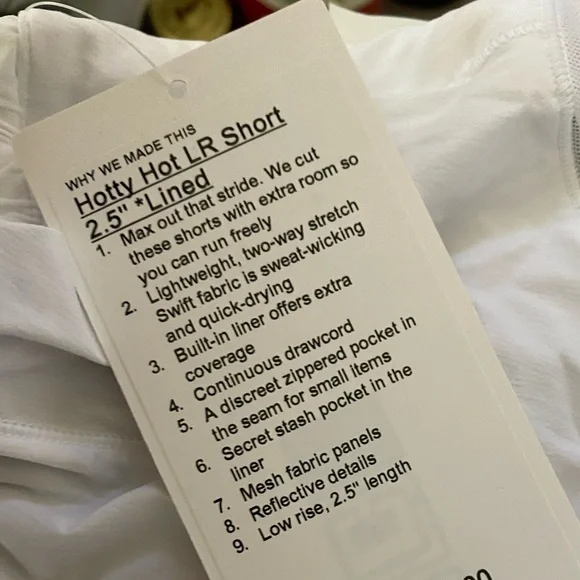 WHY WE MADE THIS
Hotty Hot LR Short
2.5" *Lined
1. Max out that stride. We cut
these shorts with extra room so
you can run freely
2. Lightweight, two-way stretch
Swift fabric is sweat-wicking
and quick-drying
3. Built-in liner offers extra
coverage
4. Continuous drawcord
5. A discreet zippered pocket in
the seam for small items
6. Secret stash pocket in the
liner
7. Mesh fabric panels
8. Reflective details
9. Low rise, 2.5" length